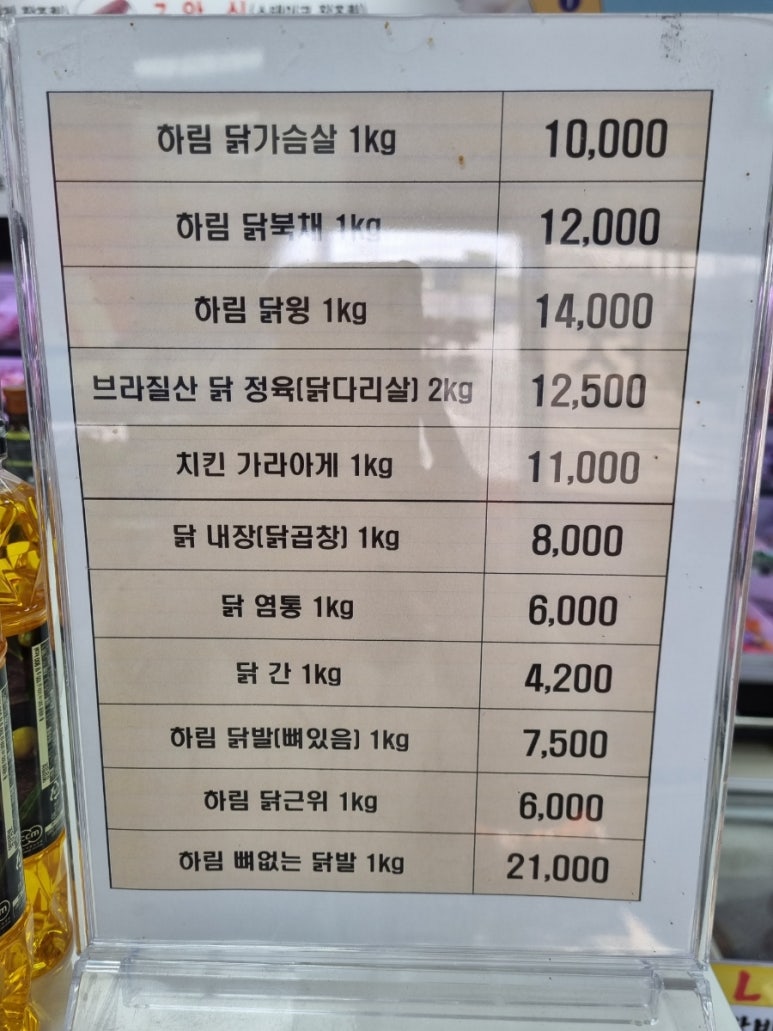 하림 닭가슴살 1kg 10,000
하림 닭북채 1kg 12,000
하림 닭윙 1kg 14,000
브라질산 닭 정육(닭다리살) 2kg 12,500
치킨 가라아게 1kg 11,000
닭 내장(닭곱창) 1kg 8,000
닭 염통 1kg 6,000
닭 간 1kg 4,200
하림 닭발(뼈있음) 1kg 7,500
하림 닭근위 1kg 6,000
하림 뼈없는 닭발 1kg 21,000